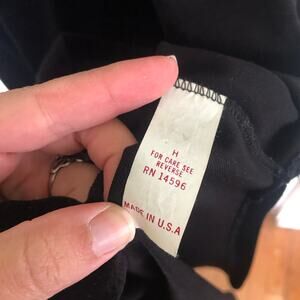 H
FOR CARE SEE
REVERSE
RN 14596
MADE IN U.S.A